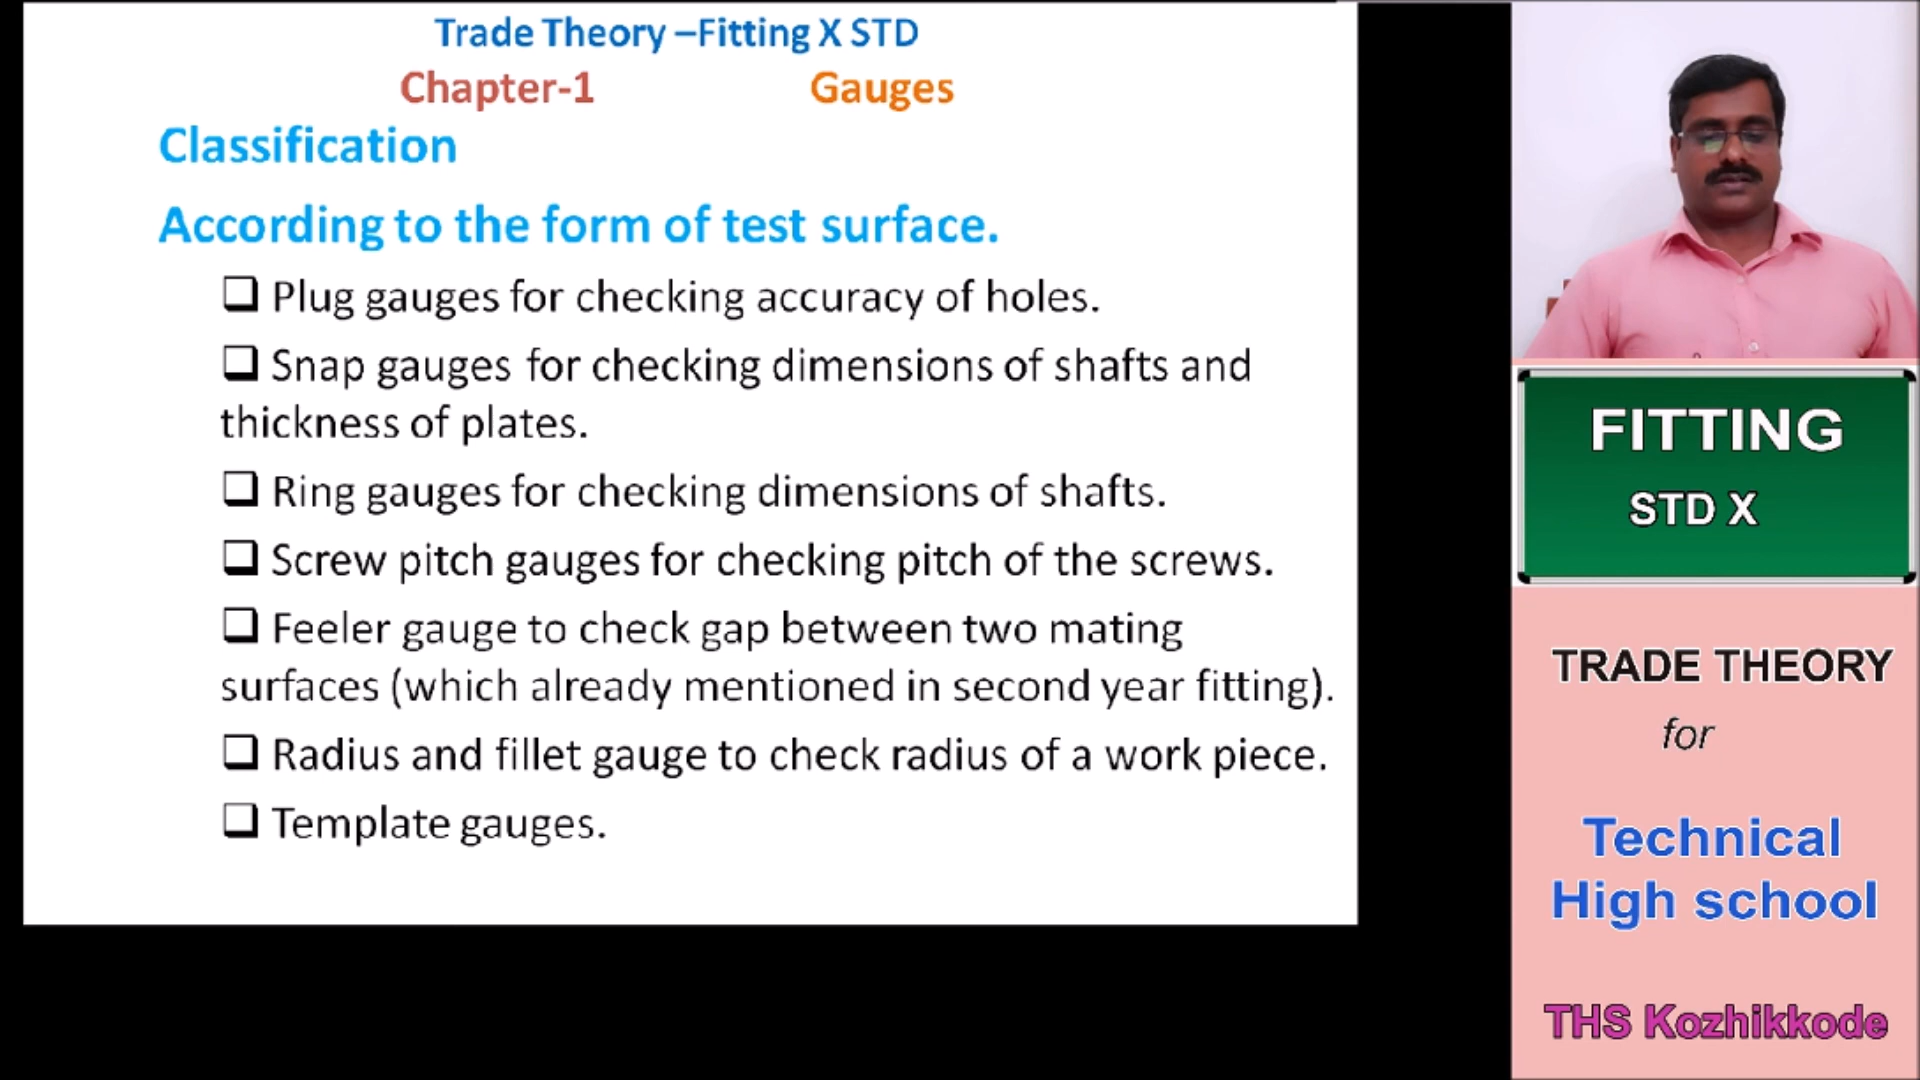 Trade Theory –Fitting X STD
Chapter-1 Gauges
Classification
According to the form of test surface.
❑ Plug gauges for checking accuracy of holes.
❑ Snap gauges for checking dimensions of shafts and
thickness of plates.
❑ Ring gauges for checking dimensions of shafts.
❑ Screw pitch gauges for checking pitch of the screws.
❑ Feeler gauge to check gap between two mating
surfaces (which already mentioned in second year fitting).
❑ Radius and fillet gauge to check radius of a work piece.
❑ Template gauges.
FITTING
STD X
TRADE THEORY
for
Technical
High school
THS Kozhikkode